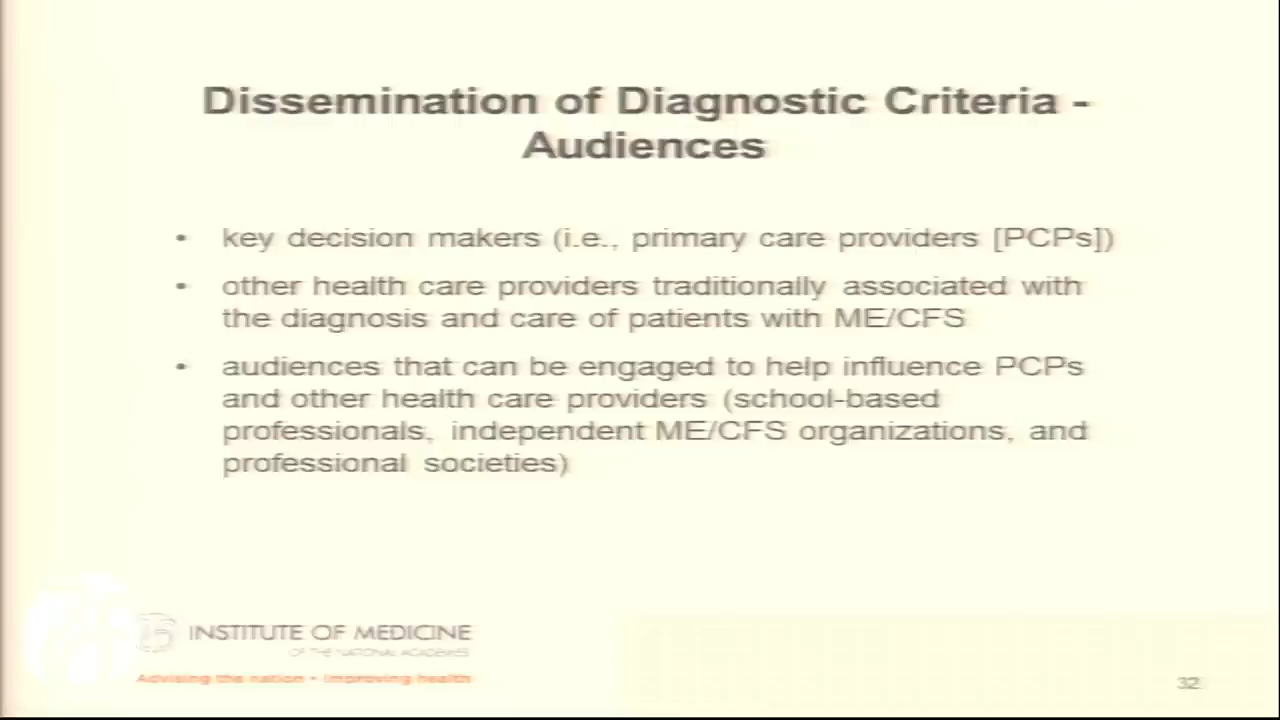 Dissemination of Diagnostic Criteria -
Audiences
• key decision makers (i.e., primary care providers [PCPs])
• other health care providers traditionally associated with
the diagnosis and care of patients with ME/CFS
• audiences that can be engaged to help influence PCPs
and other health care providers (school-based
professionals, independent ME/CFS organizations, and
professional societies)
INSTITUTE OF MEDICINE
OF THE NATIONAL ACADEMIES
Advising the nation • Improving health
32